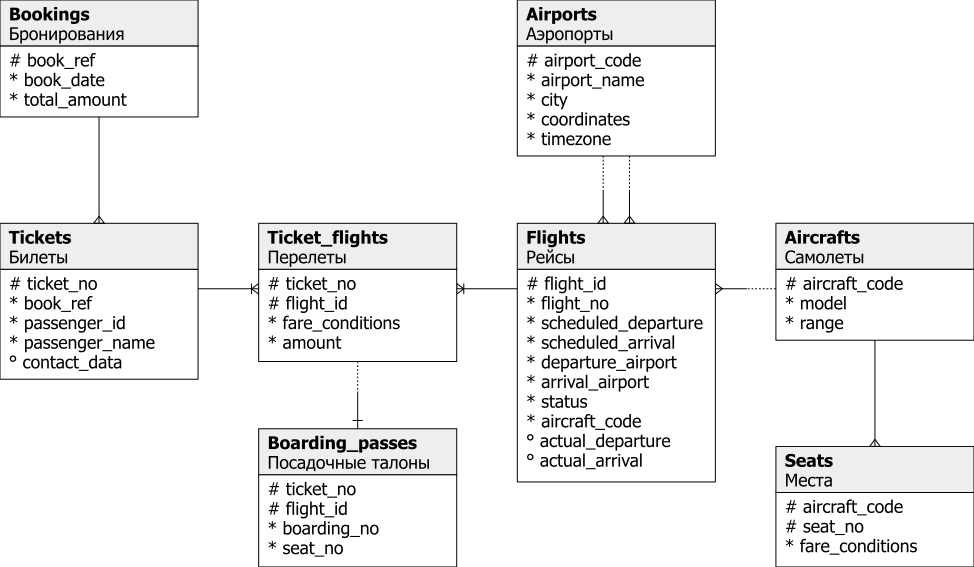 Bookings
Бронирования
# book_ref
* book_date
* total_amount
Airports
Аэропорты
# airport_code
* airport_name
* city
* coordinates
* timezone
Tickets
Билеты
# ticket_no
* book_ref
* passenger_id
* passenger_name
° contact_data
Ticket_flights
Перелеты
# ticket_no
# flight_id
* fare_conditions
* amount
Flights
Рейсы
# flight_id
* flight_no
* scheduled_departure
* scheduled_arrival
* departure_airport
* arrival_airport
* status
* aircraft_code
° actual_departure
° actual_arrival
Aircrafts
Самолеты
# aircraft_code
* model
* range
Boarding_passes
Посадочные талоны
# ticket_no
# flight_id
* boarding_no
* seat_no
Seats
Места
# aircraft_code
# seat_no
* fare_conditions